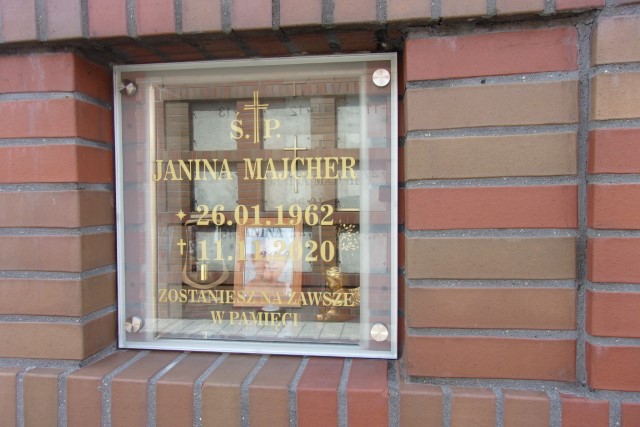 Ś.P.
JANINA MAJCHER
26.01.1962
11.11.2020
ZOSTANIESZ NA ZAWSZE
W PAMIĘCI